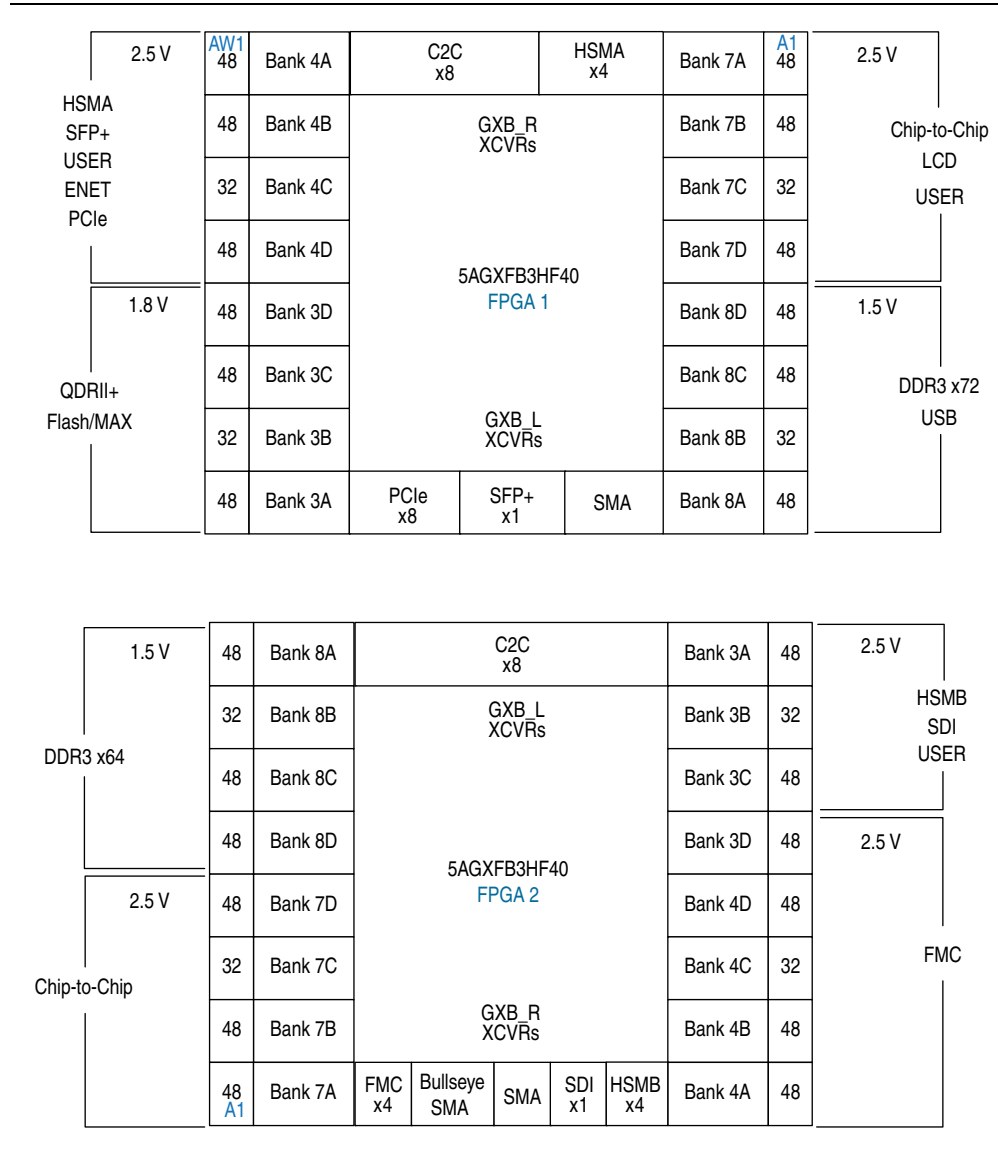 2.5 V
AW1
48
Bank 4A
C2C
x8
HSMA
x4
Bank 7A
A1
48
2.5 V
HSMA
SFP+
USER
ENET
PCIe
48
Bank 4B
GXB_R
XCVRs
Bank 7B
48
Chip-to-Chip
LCD
USER
32
Bank 4C
Bank 7C
32
48
Bank 4D
Bank 7D
48
5AGXFB3HF40
FPGA 1
1.8 V
48
Bank 3D
Bank 8D
48
1.5 V
QDRII+
Flash/MAX
48
Bank 3C
Bank 8C
48
DDR3 x72
USB
32
Bank 3B
GXB_L
XCVRs
Bank 8B
32
48
Bank 3A
PCIe
x8
SFP+
x1
SMA
Bank 8A
48
1.5 V
48
Bank 8A
C2C
x8
Bank 3A
48
2.5 V
32
Bank 8B
GXB_L
XCVRs
Bank 3B
32
HSMB
SDI
USER
DDR3 x64
48
Bank 8C
Bank 3C
48
48
Bank 8D
Bank 3D
48
2.5 V
5AGXFB3HF40
FPGA 2
2.5 V
48
Bank 7D
Bank 4D
48
32
Bank 7C
Bank 4C
32
FMC
Chip-to-Chip
48
Bank 7B
GXB_R
XCVRs
Bank 4B
48
48
A1
Bank 7A
FMC
x4
Bullseye
SMA
SMA
SDI
x1
HSMB
x4
Bank 4A
48